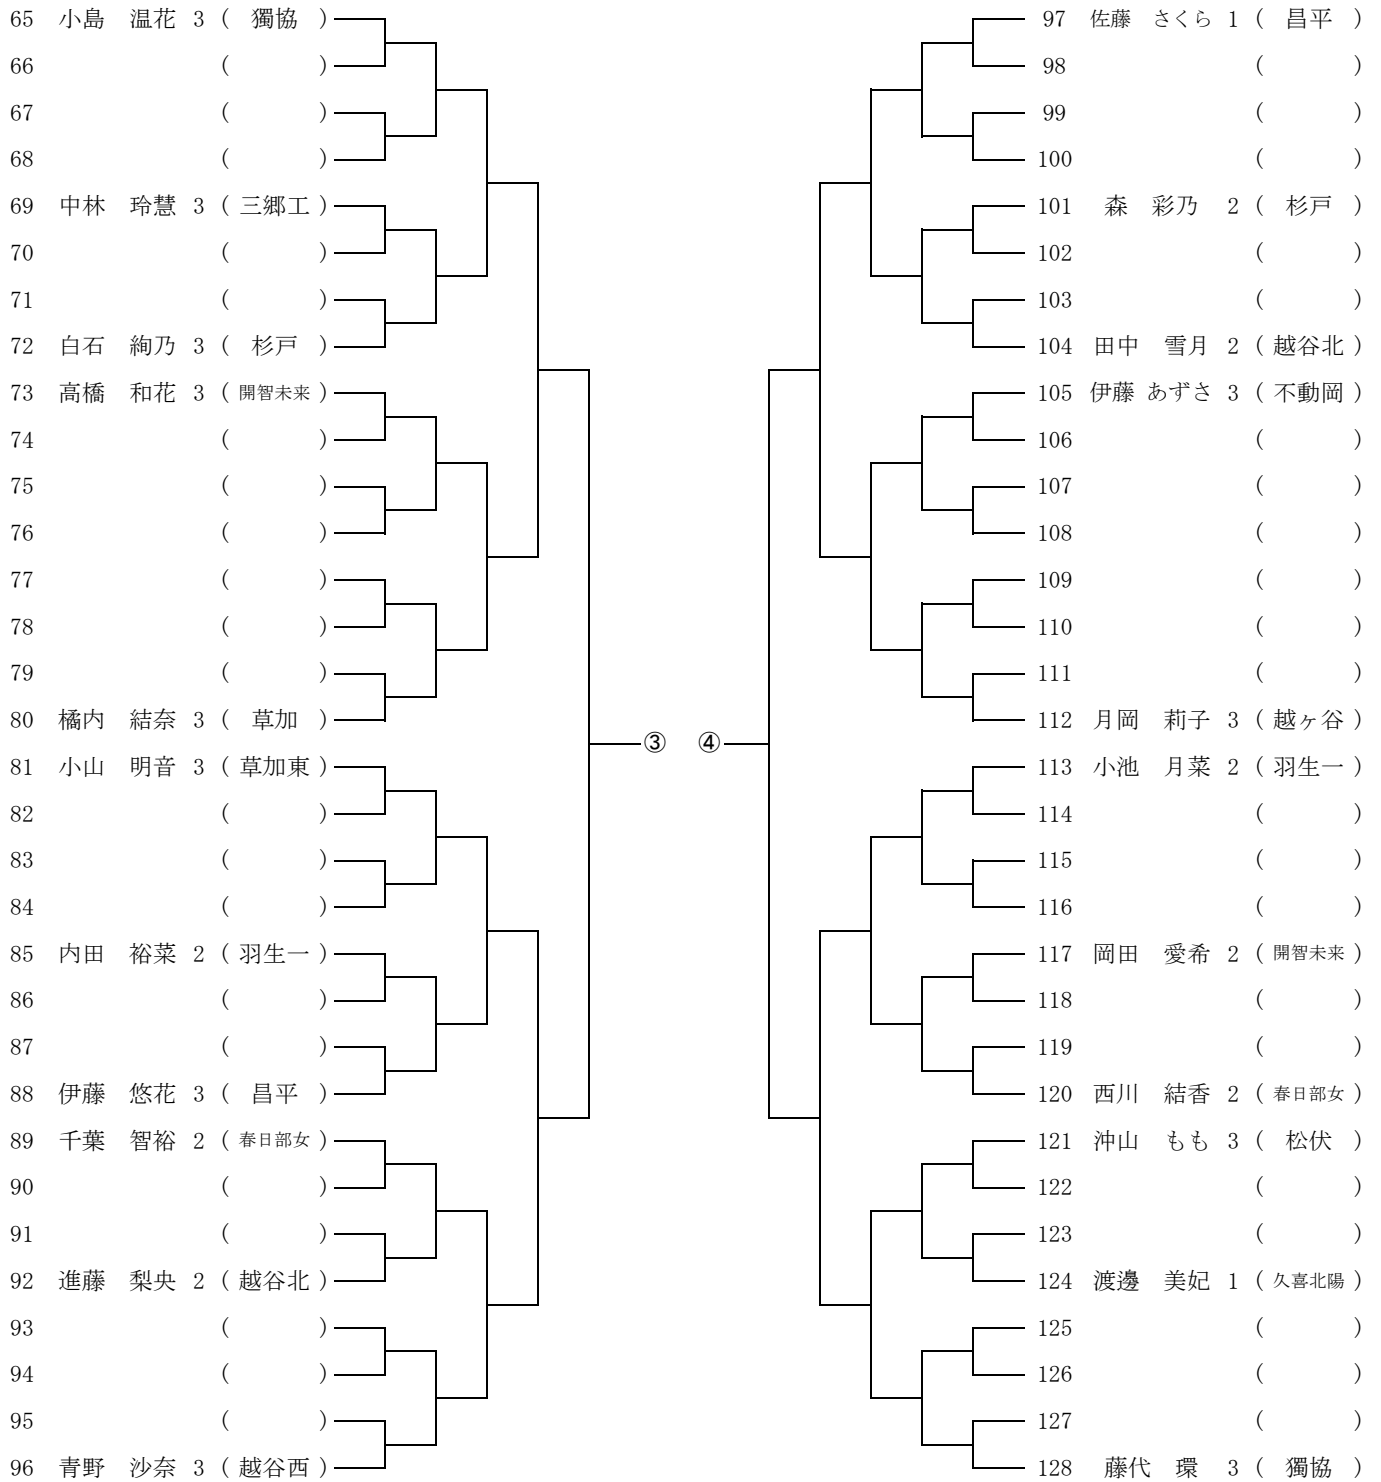 65 小島 温花 3 ( 獨協 )
66 ( )
67 ( )
68 ( )
69 中林 玲慧 3 ( 三郷工 )
70 ( )
71 ( )
72 白石 絢乃 3 ( 杉戸 )
73 高橋 和花 3 ( 開智未来 )
74 ( )
75 ( )
76 ( )
77 ( )
78 ( )
79 ( )
80 橘内 結奈 3 ( 草加 )
81 小山 明音 3 ( 草加東 )
82 ( )
83 ( )
84 ( )
85 内田 裕菜 2 ( 羽生一 )
86 ( )
87 ( )
88 伊藤 悠花 3 ( 昌平 )
89 千葉 智裕 2 ( 春日部女 )
90 ( )
91 ( )
92 進藤 梨央 2 ( 越谷北 )
93 ( )
94 ( )
95 ( )
96 青野 沙奈 3 ( 越谷西 )
③ ④
97 佐藤 さくら 1 ( 昌平 )
98 ( )
99 ( )
100 ( )
101 森 彩乃 2 ( 杉戸 )
102 ( )
103 ( )
104 田中 雪月 2 ( 越谷北 )
105 伊藤 あずさ 3 ( 不動岡 )
106 ( )
107 ( )
108 ( )
109 ( )
110 ( )
111 ( )
112 月岡 莉子 3 ( 越ヶ谷 )
113 小池 月菜 2 ( 羽生一 )
114 ( )
115 ( )
116 ( )
117 岡田 愛希 2 ( 開智未来 )
118 ( )
119 ( )
120 西川 結香 2 ( 春日部女 )
121 沖山 もも 3 ( 松伏 )
122 ( )
123 ( )
124 渡邊 美妃 1 ( 久喜北陽 )
125 ( )
126 ( )
127 ( )
128 藤代 環 3 ( 獨協 )